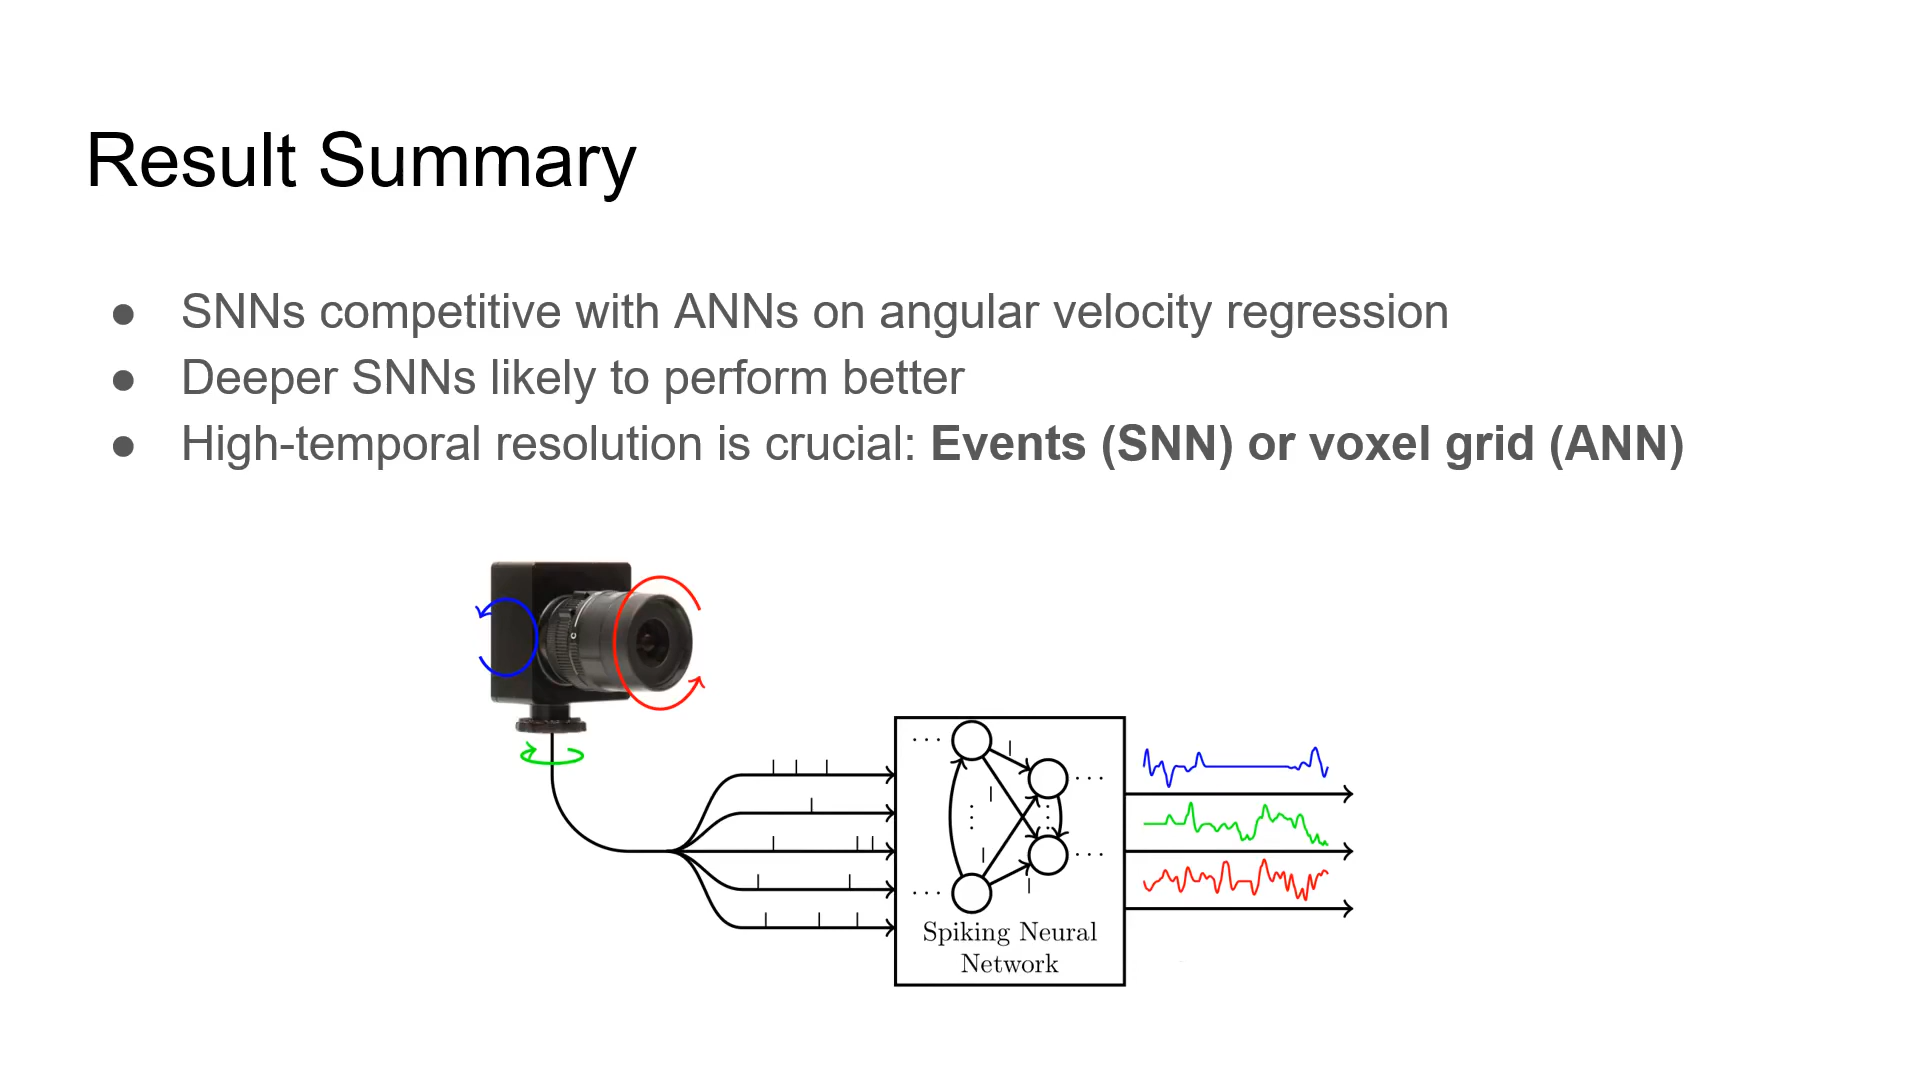 Result Summary
● SNNs competitive with ANNs on angular velocity regression
● Deeper SNNs likely to perform better
● High-temporal resolution is crucial: Events (SNN) or voxel grid (ANN)
Spiking Neural
Network